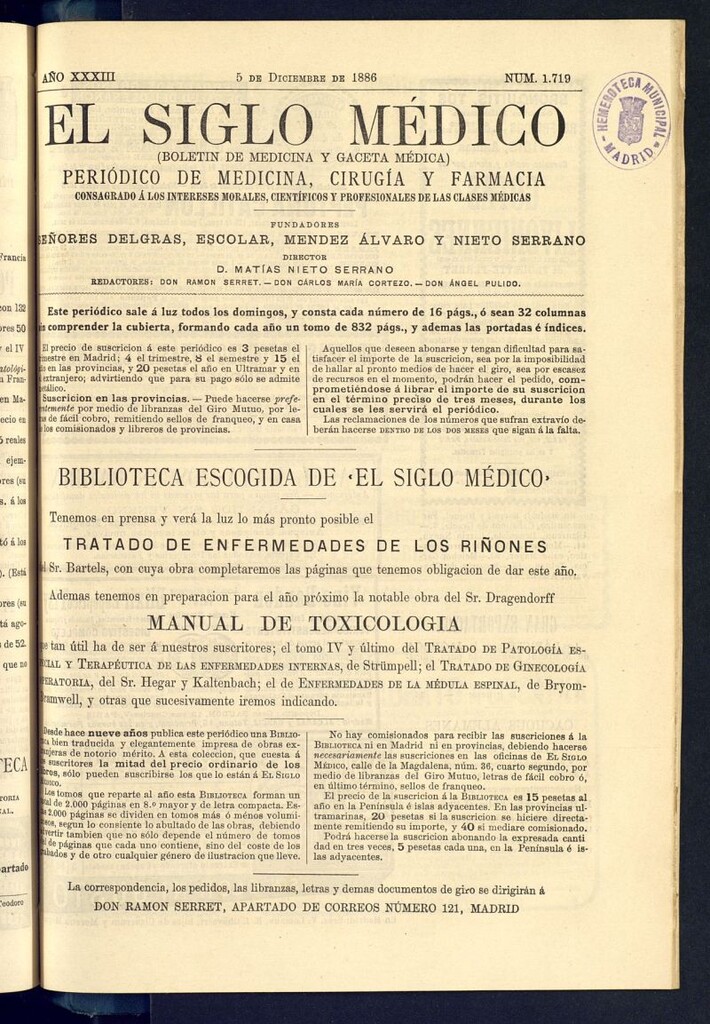 AÑO XXXIII
5 DE DICIEMBRE DE 1886
NUM. 1.719
HEMEROTECA MUNICIPAL
MADRID
EL SIGLO MÉDICO
(BOLETIN DE MEDICINA Y GACETA MÉDICA)
PERIÓDICO DE MEDICINA, CIRUGÍA Y FARMACIA
CONSAGRADO Á LOS INTERESES MORALES, CIENTÍFICOS Y PROFESIONALES DE LAS CLASES MÉDICAS
FUNDADORES
SEÑORES DELGRAS, ESCOLAR, MENDEZ ÁLVARO Y NIETO SERRANO
DIRECTOR
D. MATÍAS NIETO SERRANO
REDACTORES: DON RAMON SERRET.—DON CÁRLOS MARÍA CORTEZO.—DON ÁNGEL PULIDO.
Este periódico sale á luz todos los domingos, y consta cada número de 16 págs., ó sean 32 columnas
comprender la cubierta, formando cada año un tomo de 832 págs., y ademas las portadas é índices.
El precio de suscricion á este periódico es 3 pesetas el
mestre en Madrid; 4 el trimestre, 8 el semestre y 15 el
en las provincias, y 20 pesetas el año en Ultramar y en
extranjero; advirtiendo que para su pago sólo se admite
tálico.
Suscricion en las provincias.—Puede hacerse prefe-
entemente por medio de libranzas del Giro Mutuo, por le-
as de fácil cobro, remitiendo sellos de franqueo, y en casa
los comisionados y libreros de provincias.
Aquellos que deseen abonarse y tengan dificultad para sa-
tisfacer el importe de la suscricion, sea por la imposibilidad
de hallar al pronto medios de hacer el giro, sea por escasez
de recursos en el momento, podrán hacer el pedido, com-
prometiéndose á librar el importe de su suscricion
en el término preciso de tres meses, durante los
cuales se les servirá el periódico.
Las reclamaciones de los números que sufran extravío de-
berán hacerse DENTRO DE LOS DOS MESES que sigan á la falta.
BIBLIOTECA ESCOGIDA DE «EL SIGLO MÉDICO»
Tenemos en prensa y verá la luz lo más pronto posible el
TRATADO DE ENFERMEDADES DE LOS RIÑONES
Sr. Bartels, con cuya obra completaremos las páginas que tenemos obligacion de dar este año.
Ademas tenemos en preparacion para el año próximo la notable obra del Sr. Dragendorff
MANUAL DE TOXICOLOGIA
tan útil ha de ser á nuestros suscritores; el tomo IV y último del TRATADO DE PATOLOGÍA ES-
CIAL Y TERAPÉUTICA DE LAS ENFERMEDADES INTERNAS, de Strümpell; el TRATADO DE GINECOLOGÍA
PERATORIA, del Sr. Hegar y Kaltenbach; el de ENFERMEDADES DE LA MÉDULA ESPINAL, de Bryom-
ramwell, y otras que sucesivamente iremos indicando.
Desde hace nueve años publica este periódico una BIBLIO-
bien traducida y elegantemente impresa de obras ex-
njeras de notorio mérito. A esta coleccion, que cuesta á
suscritores la mitad del precio ordinario de los
ros, sólo pueden suscribirse los que lo están á EL SIGLO
Los tomos que reparte al año esta BIBLIOTECA forman un
al de 2.000 páginas en 8.º mayor y de letra compacta. Es-
2.000 páginas se dividen en tomos más ó ménos volumi-
sos, segun lo consiente lo abultado de las obras, debiendo
vertir tambien que no sólo depende el número de tomos
de páginas que cada uno contiene, sino del coste de los
abados y de otro cualquier género de ilustracion que lleve.
No hay comisionados para recibir las suscriciones á la
BIBLIOTECA ni en Madrid ni en provincias, debiendo hacerse
necesariamente las suscriciones en las oficinas de EL SIGLO
MÉDICO, calle de la Magdalena, núm. 36, cuarto segundo, por
medio de libranzas del Giro Mutuo, letras de fácil cobro ó,
en último término, sellos de franqueo.
El precio de la suscricion á la BIBLIOTECA es 15 pesetas al
año en la Península é islas adyacentes. En las provincias ul-
tramarinas, 20 pesetas si la suscricion se hiciere directa-
mente remitiendo su importe, y 40 si mediare comisionado.
Podrá hacerse la suscricion abonando la expresada canti
dad en tres veces, 5 pesetas cada una, en la Península é is-
las adyacentes.
La correspondencia, los pedidos, las libranzas, letras y demas documentos de giro se dirigirán á
DON RAMON SERRET, APARTADO DE CORREOS NÚMERO 121, MADRID